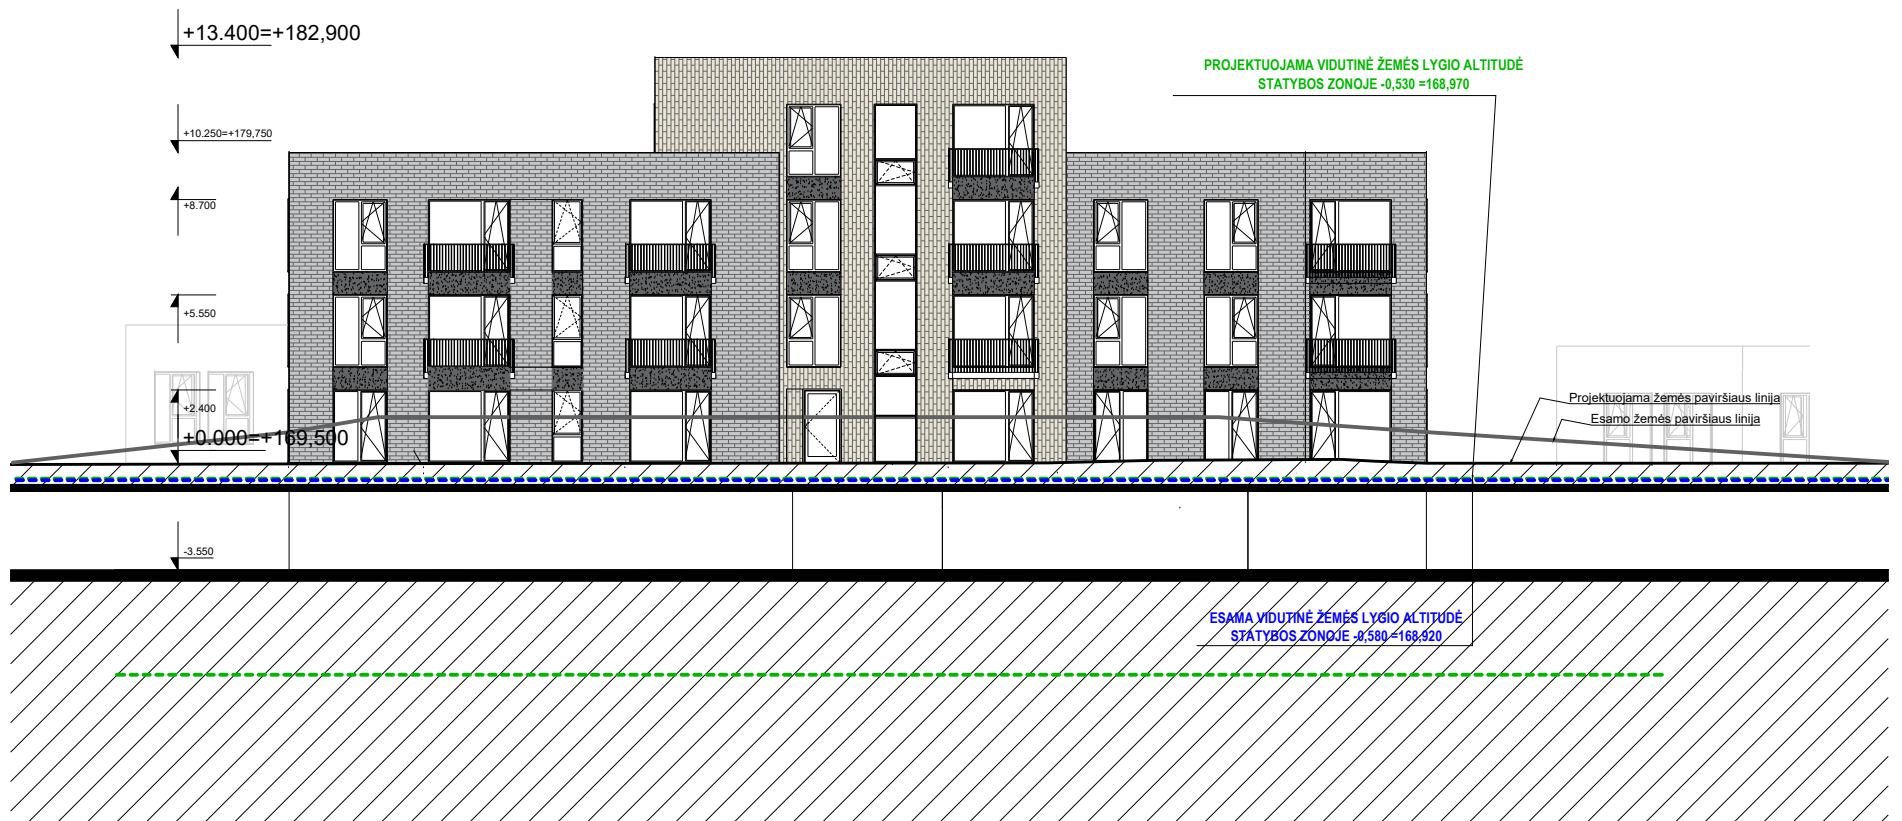 +13.400=+182,900
PROJEKTUOJAMA VIDUTINĖ ŽEMĖS LYGIO ALTITUDĖ
STATYBOS ZONOJE -0,530 =168,970
+10.250=+179,750
+8.700
+5.550
+2.400
Projektuojama žemės paviršiaus linija
Esamo žemės paviršiaus linija
+0.000=+169,500
-3.550
ESAMA VIDUTINĖ ŽEMĖS LYGIO ALTITUDĖ
STATYBOS ZONOJE -0,580 =168,920